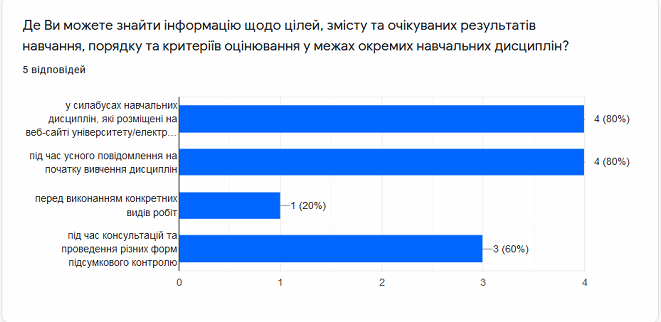 Де Ви можете знайти інформацію щодо цілей, змісту та очікуваних результатів
навчання, порядку та критеріїв оцінювання у межах окремих навчальних дисциплін?
5 відповідей
у силабусах навчальних
дисциплін, які розміщені на
веб-сайті університету/електр…
4 (80%)
під час усного повідомлення на
початку вивчення дисциплін
4 (80%)
перед виконанням конкретних
видів робіт
1 (20%)
під час консультацій та
проведення різних форм
підсумкового контролю
3 (60%)
0 1 2 3 4